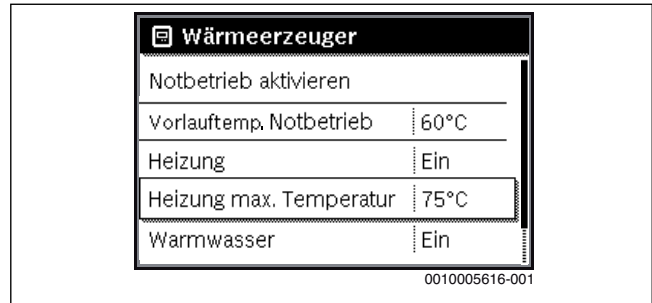 Wärmeerzeuger
Notbetrieb aktivieren
Vorlauftemp. Notbetrieb 60°C
Heizung Ein
Heizung max. Temperatur 75°C
Warmwasser Ein
0010005616-001